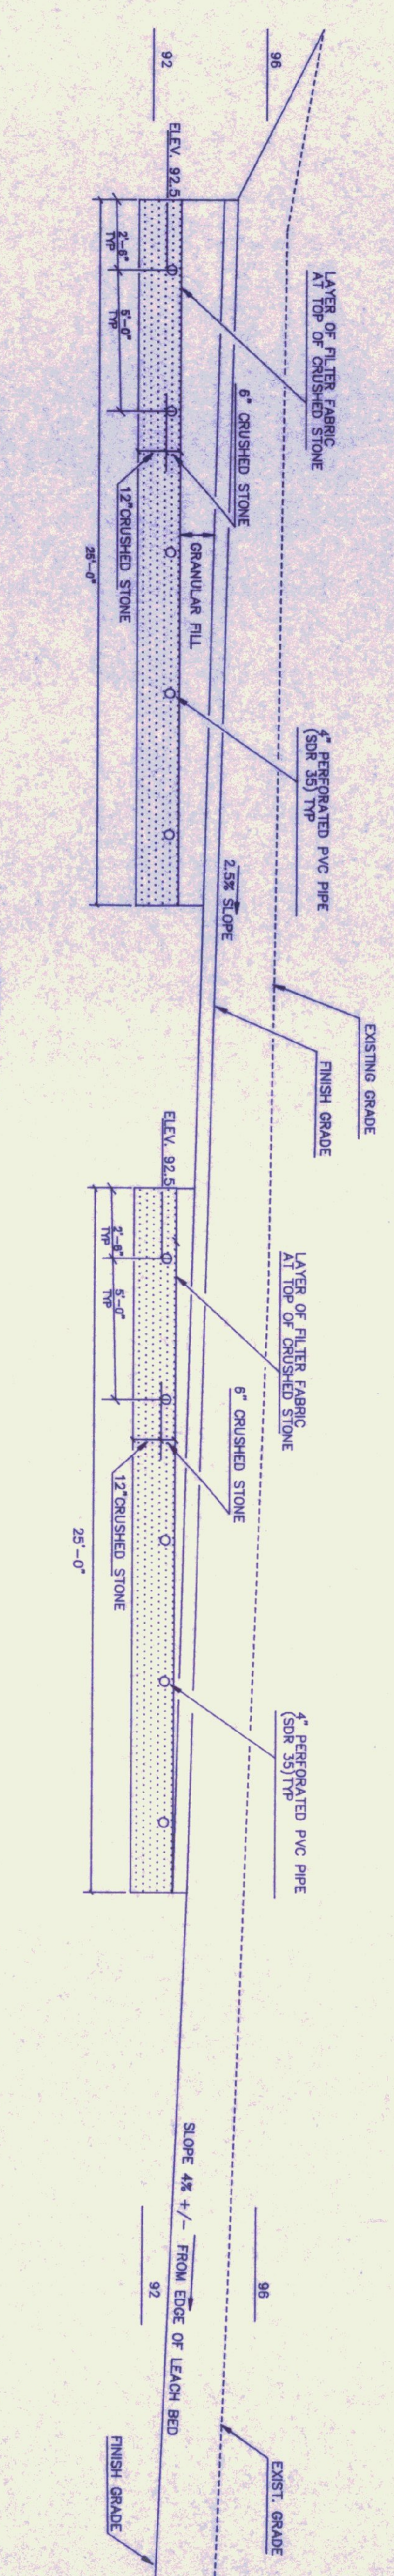 92
96
ELEV. 92.5
2'-6"
TYP
5'-0"
TYP
LAYER OF FILTER FABRIC
AT TOP OF CRUSHED STONE
6" CRUSHED STONE
12"CRUSHED STONE
GRANULAR FILL
25'-0"
4" PERFORATED PVC PIPE
(SDR 35) TYP
2.5% SLOPE
EXISTING GRADE
FINISH GRADE
ELEV. 92.5
2'-6"
TYP
5'-0"
TYP
LAYER OF FILTER FABRIC
AT TOP OF CRUSHED STONE
6" CRUSHED STONE
12"CRUSHED STONE
25'-0"
4" PERFORATED PVC PIPE
(SDR 35)TYP
SLOPE 4% +/- FROM EDGE OF LEACH BED
96
92
EXIST. GRADE
FINISH GRADE